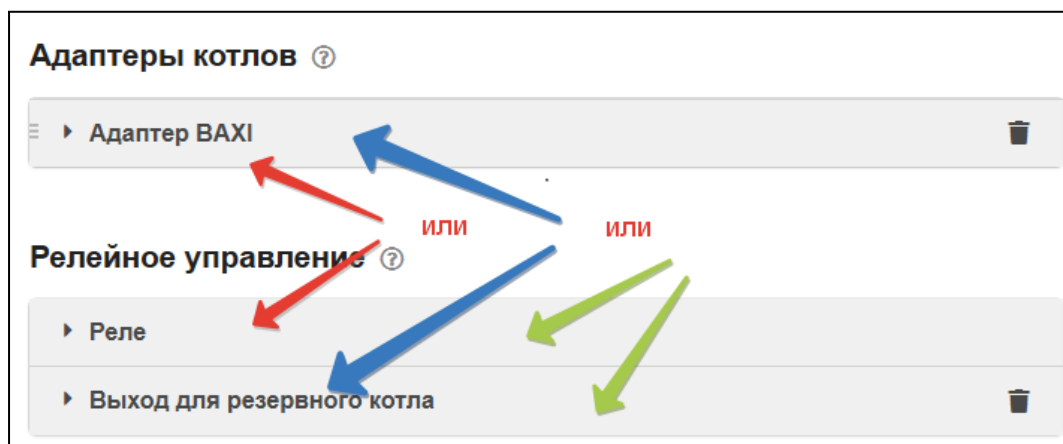 Адаптеры котлов ?
Адаптер BAXI
или или
Релейное управление ?
Реле
Выход для резервного котла